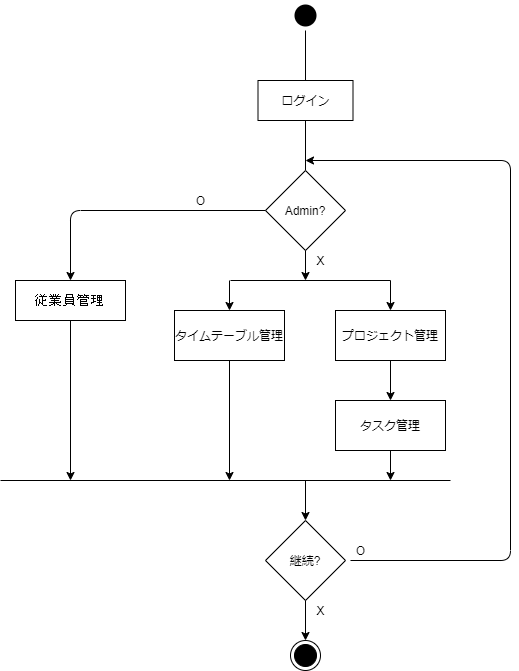 ログイン
Admin?
O
X
従業員管理
タイムテーブル管理
プロジェクト管理
タスク管理
継続?
O
X